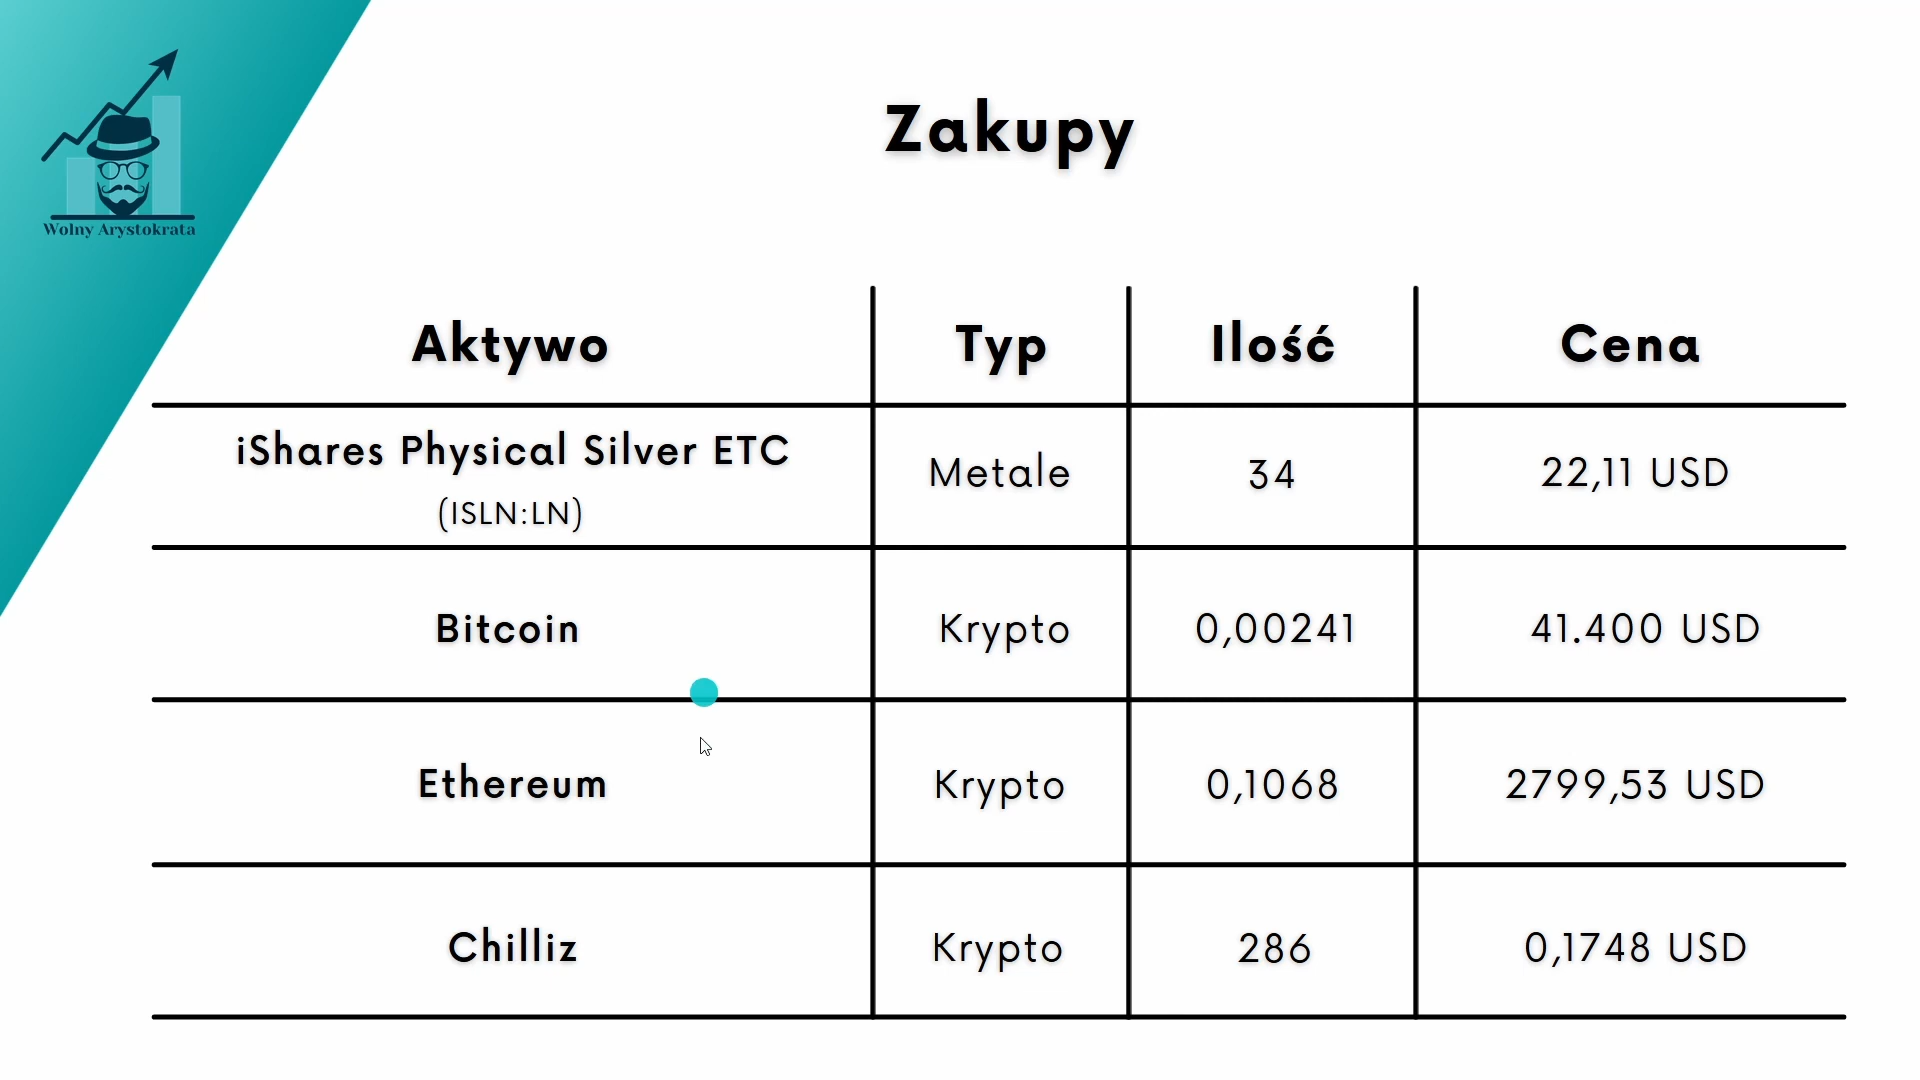 Wolny Arystokrata
Zakupy
Aktywo Typ Ilość Cena
iShares Physical Silver ETC
(ISLN:LN)
Metale 34 22,11 USD
Bitcoin Krypto 0,00241 41.400 USD
Ethereum Krypto 0,1068 2799,53 USD
Chilliz Krypto 286 0,1748 USD